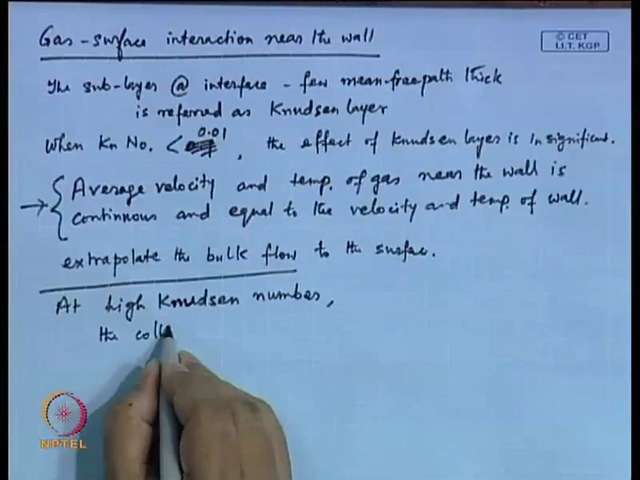 Gas-surface interaction near the wall
© CET
I.I.T. KGP
The sub-layer @ interface - few mean-free path thick
is referred as Knudsen layer
When Kn No. < 0.01, the effect of Knudsen layer is insignificant.
Average velocity and temp. of gas near the wall is
continuous and equal to the velocity and temp. of wall.
extrapolate the bulk flow to the surface.
At high Knudsen number,
the coll
NPTEL